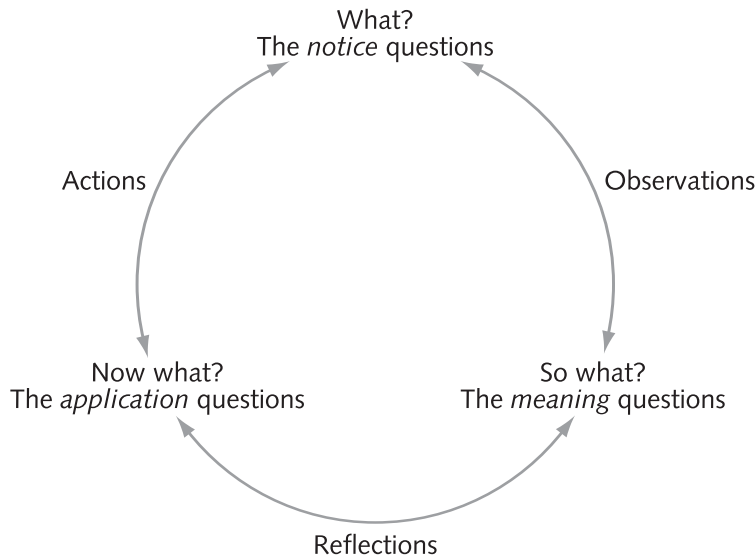 What?
The notice questions
Actions
Observations
Now what?
The application questions
So what?
The meaning questions
Reflections